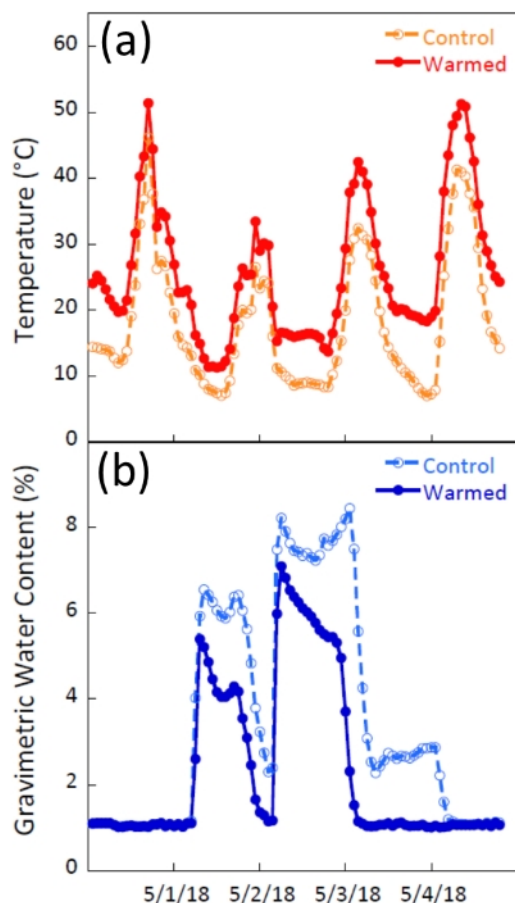 (a)
Control
Warmed
Temperature (°C)
60
50
40
30
20
10
0
(b)
Control
Warmed
Gravimetric Water Content (%)
8
6
4
2
0
5/1/18 5/2/18 5/3/18 5/4/18